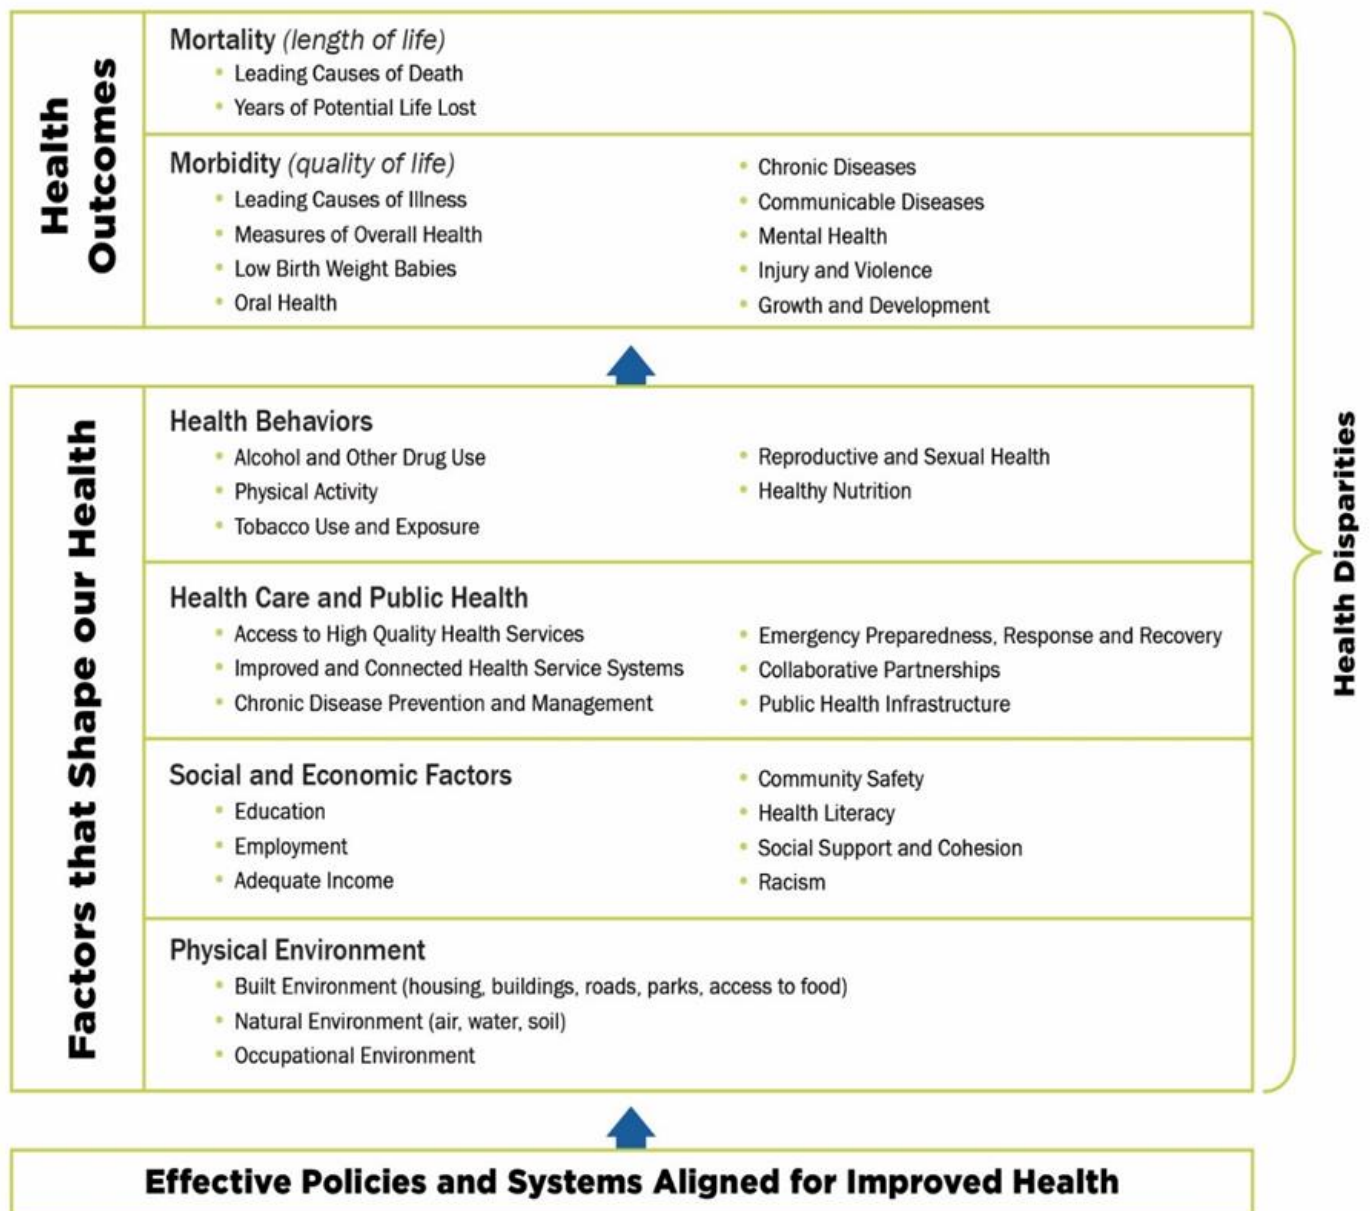 Health
Outcomes
Mortality (length of life)
Leading Causes of Death
Years of Potential Life Lost
Morbidity (quality of life)
Leading Causes of Illness
Measures of Overall Health
Low Birth Weight Babies
Oral Health
Chronic Diseases
Communicable Diseases
Mental Health
Injury and Violence
Growth and Development
Factors that Shape our Health
Health Behaviors
Alcohol and Other Drug Use
Physical Activity
Tobacco Use and Exposure
Reproductive and Sexual Health
Healthy Nutrition
Health Care and Public Health
Access to High Quality Health Services
Improved and Connected Health Service Systems
Chronic Disease Prevention and Management
Emergency Preparedness, Response and Recovery
Collaborative Partnerships
Public Health Infrastructure
Social and Economic Factors
Education
Employment
Adequate Income
Community Safety
Health Literacy
Social Support and Cohesion
Racism
Physical Environment
Built Environment (housing, buildings, roads, parks, access to food)
Natural Environment (air, water, soil)
Occupational Environment
Health Disparities
Effective Policies and Systems Aligned for Improved Health